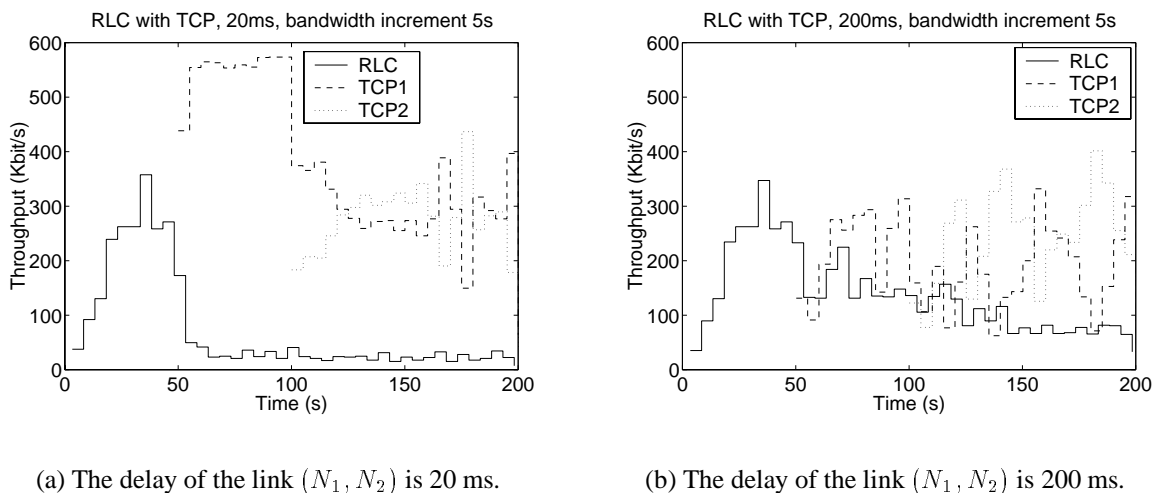 RLC with TCP, 20ms, bandwidth increment 5s
600
500
400
300
200
100
0
Throughput (Kbit/s)
RLC
TCP1
TCP2
0 50 100 150 200
Time (s)
(a) The delay of the link (N1, N2) is 20 ms.
RLC with TCP, 200ms, bandwidth increment 5s
600
500
400
300
200
100
0
Throughput (Kbit/s)
RLC
TCP1
TCP2
0 50 100 150 200
Time (s)
(b) The delay of the link (N1, N2) is 200 ms.